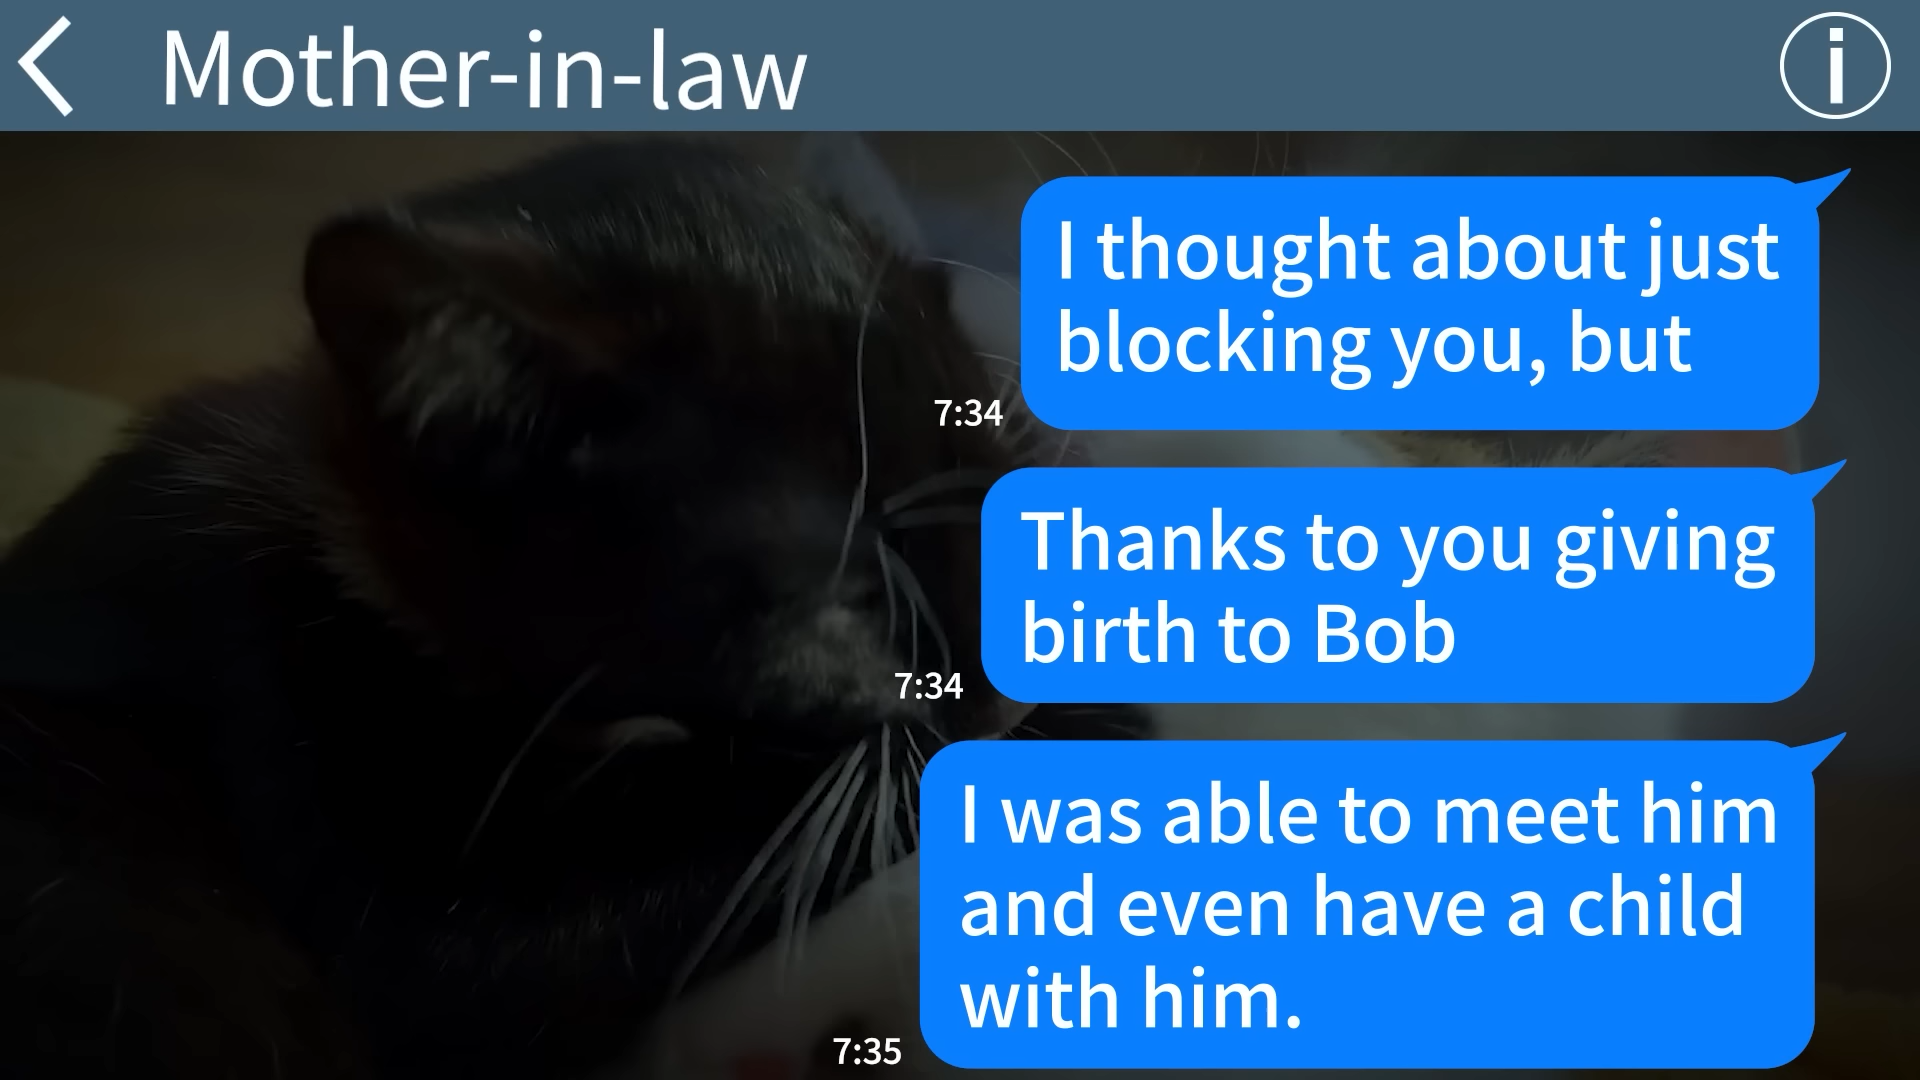 Mother-in-law
I thought about just
blocking you, but
7:34
Thanks to you giving
birth to Bob
7:34
I was able to meet him
and even have a child
with him.
7:35